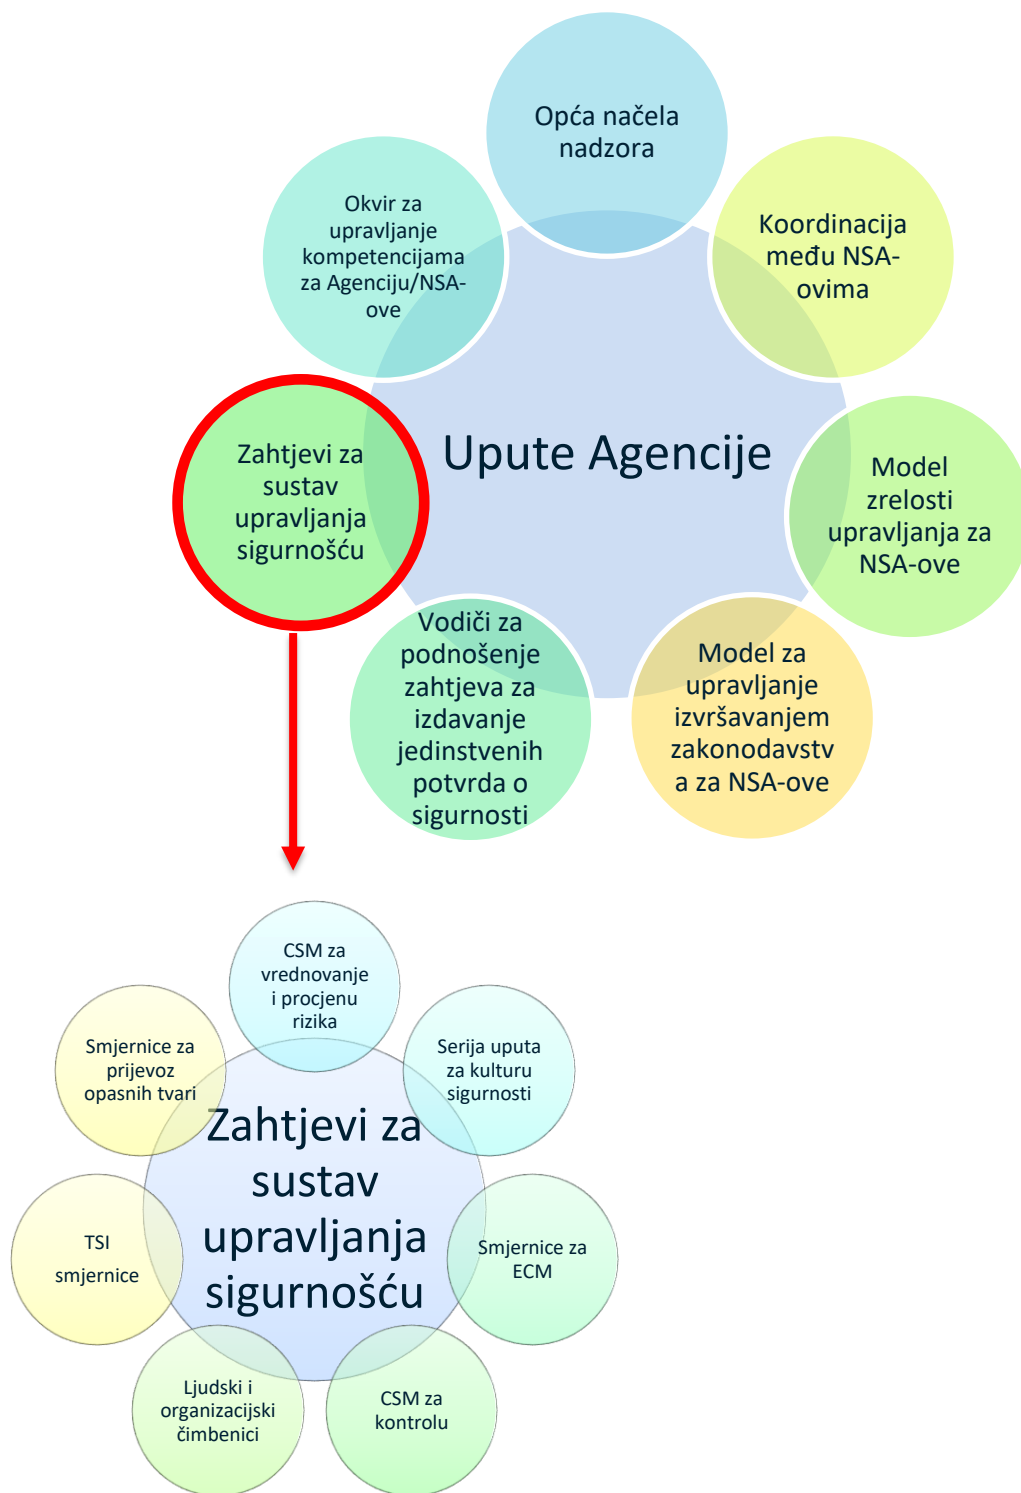 Opća načela
nadzora
Okvir za
upravljanje
kompetencijama
za Agenciju/NSA-
ove
Koordinacija
među NSA-
ovima
Zahtjevi za
sustav
upravljanja
sigurnošću
Upute Agencije
Model
zrelosti
upravljanja za
NSA-ove
Vodiči za
podnošenje
zahtjeva za
izdavanje
jedinstvenih
potvrda o
sigurnosti
Model za
upravljanje
izvršavanjem
zakonodavstv
a za NSA-ove
CSM za
vrednovanje
i procjenu
rizika
Smjernice za
prijevoz
opasnih tvari
Serija uputa
za kulturu
sigurnosti
Zahtjevi za
sustav
upravljanja
sigurnošću
TSI
smjernice
Smjernice za
ECM
Ljudski i
organizacijski
čimbenici
CSM za
kontrolu